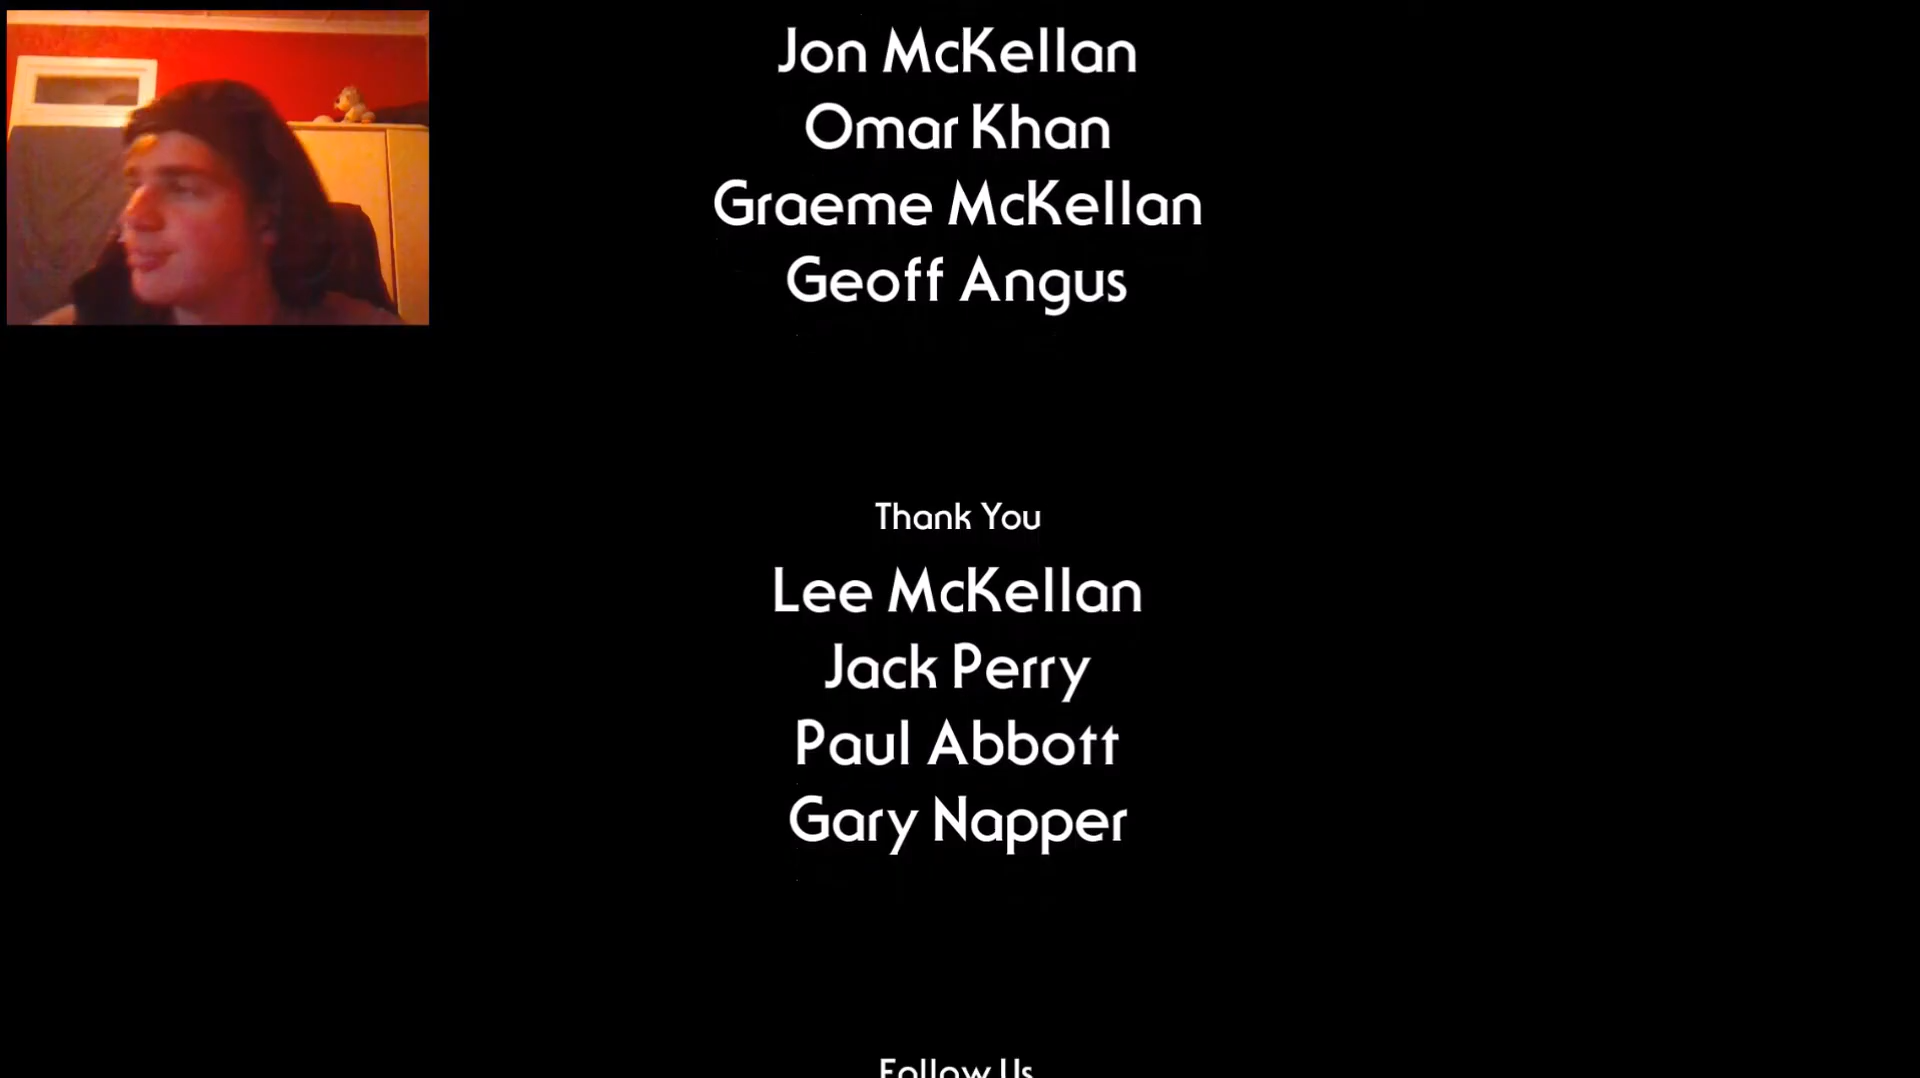 Jon McKellan
Omar Khan
Graeme McKellan
Geoff Angus
Thank You
Lee McKellan
Jack Perry
Paul Abbott
Gary Napper
Follow Us